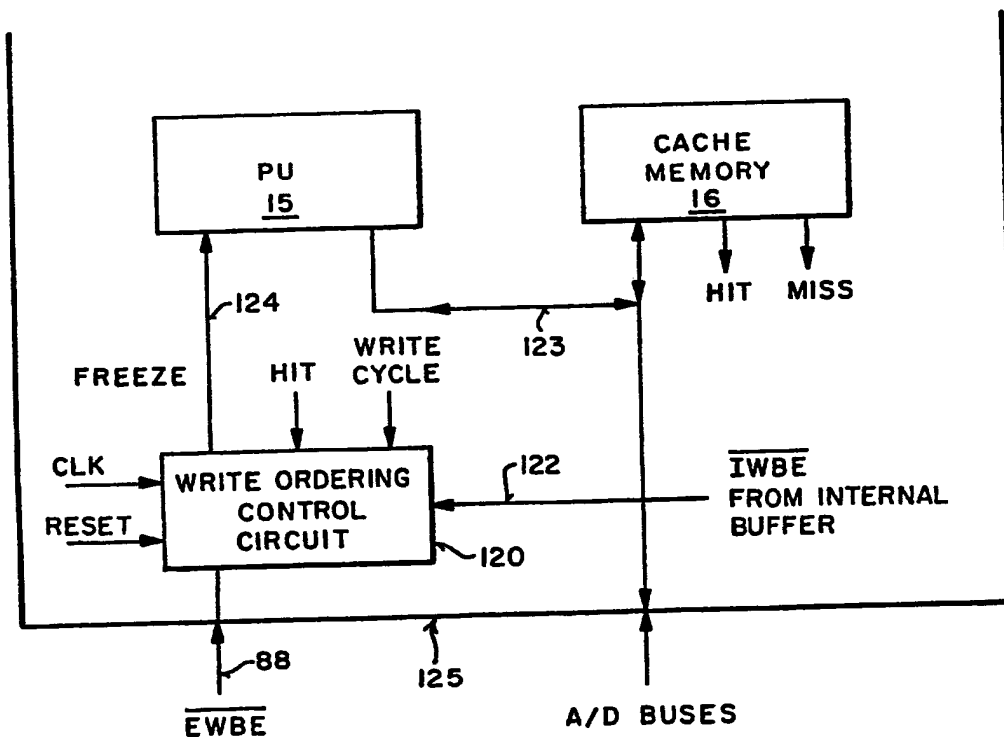 PU
15
CACHE
MEMORY
16
HIT MISS
124
123
FREEZE
HIT
WRITE
CYCLE
CLK
RESET
WRITE ORDERING
CONTROL
CIRCUIT
120
122
IWBE
FROM INTERNAL
BUFFER
88
125
EWBE
A/D BUSES